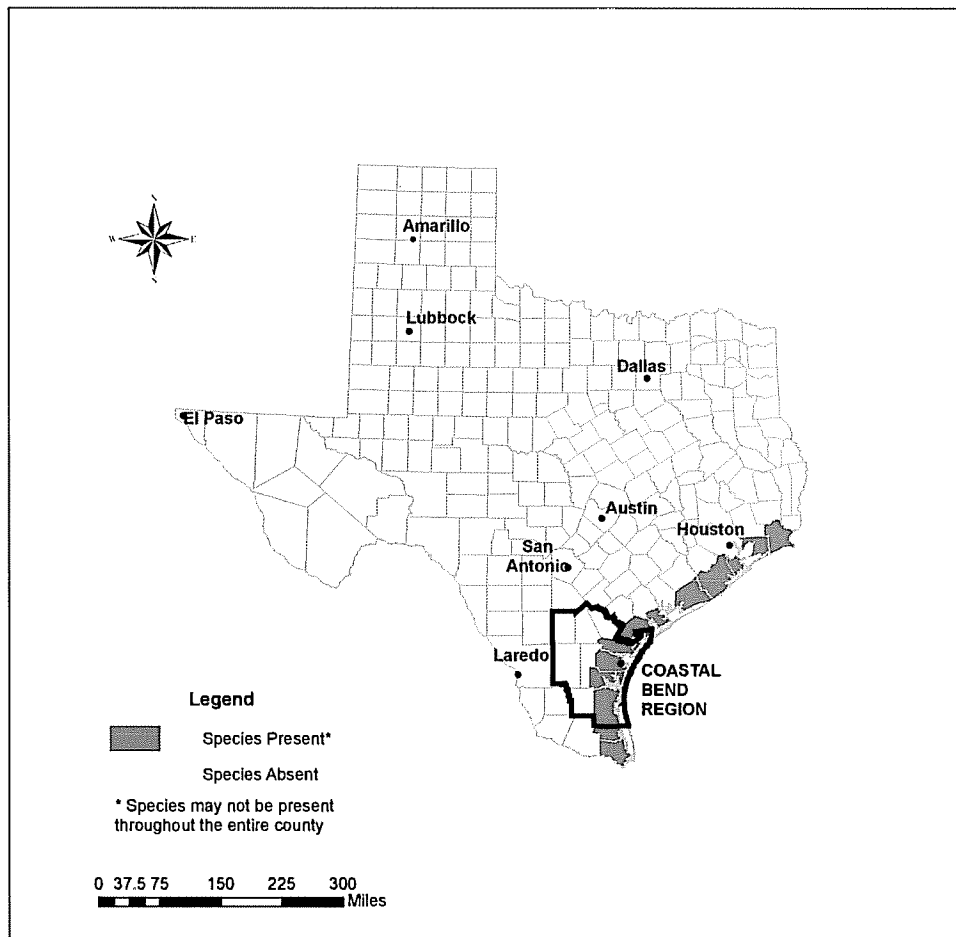 N
W E
S
Amarillo
Lubbock
Dallas
El Paso
Austin
Houston
San
Antonio
Laredo
COASTAL
BEND
REGION
Legend
Species Present*
Species Absent
* Species may not be present
throughout the entire county
0 37.5 75 150 225 300
Miles